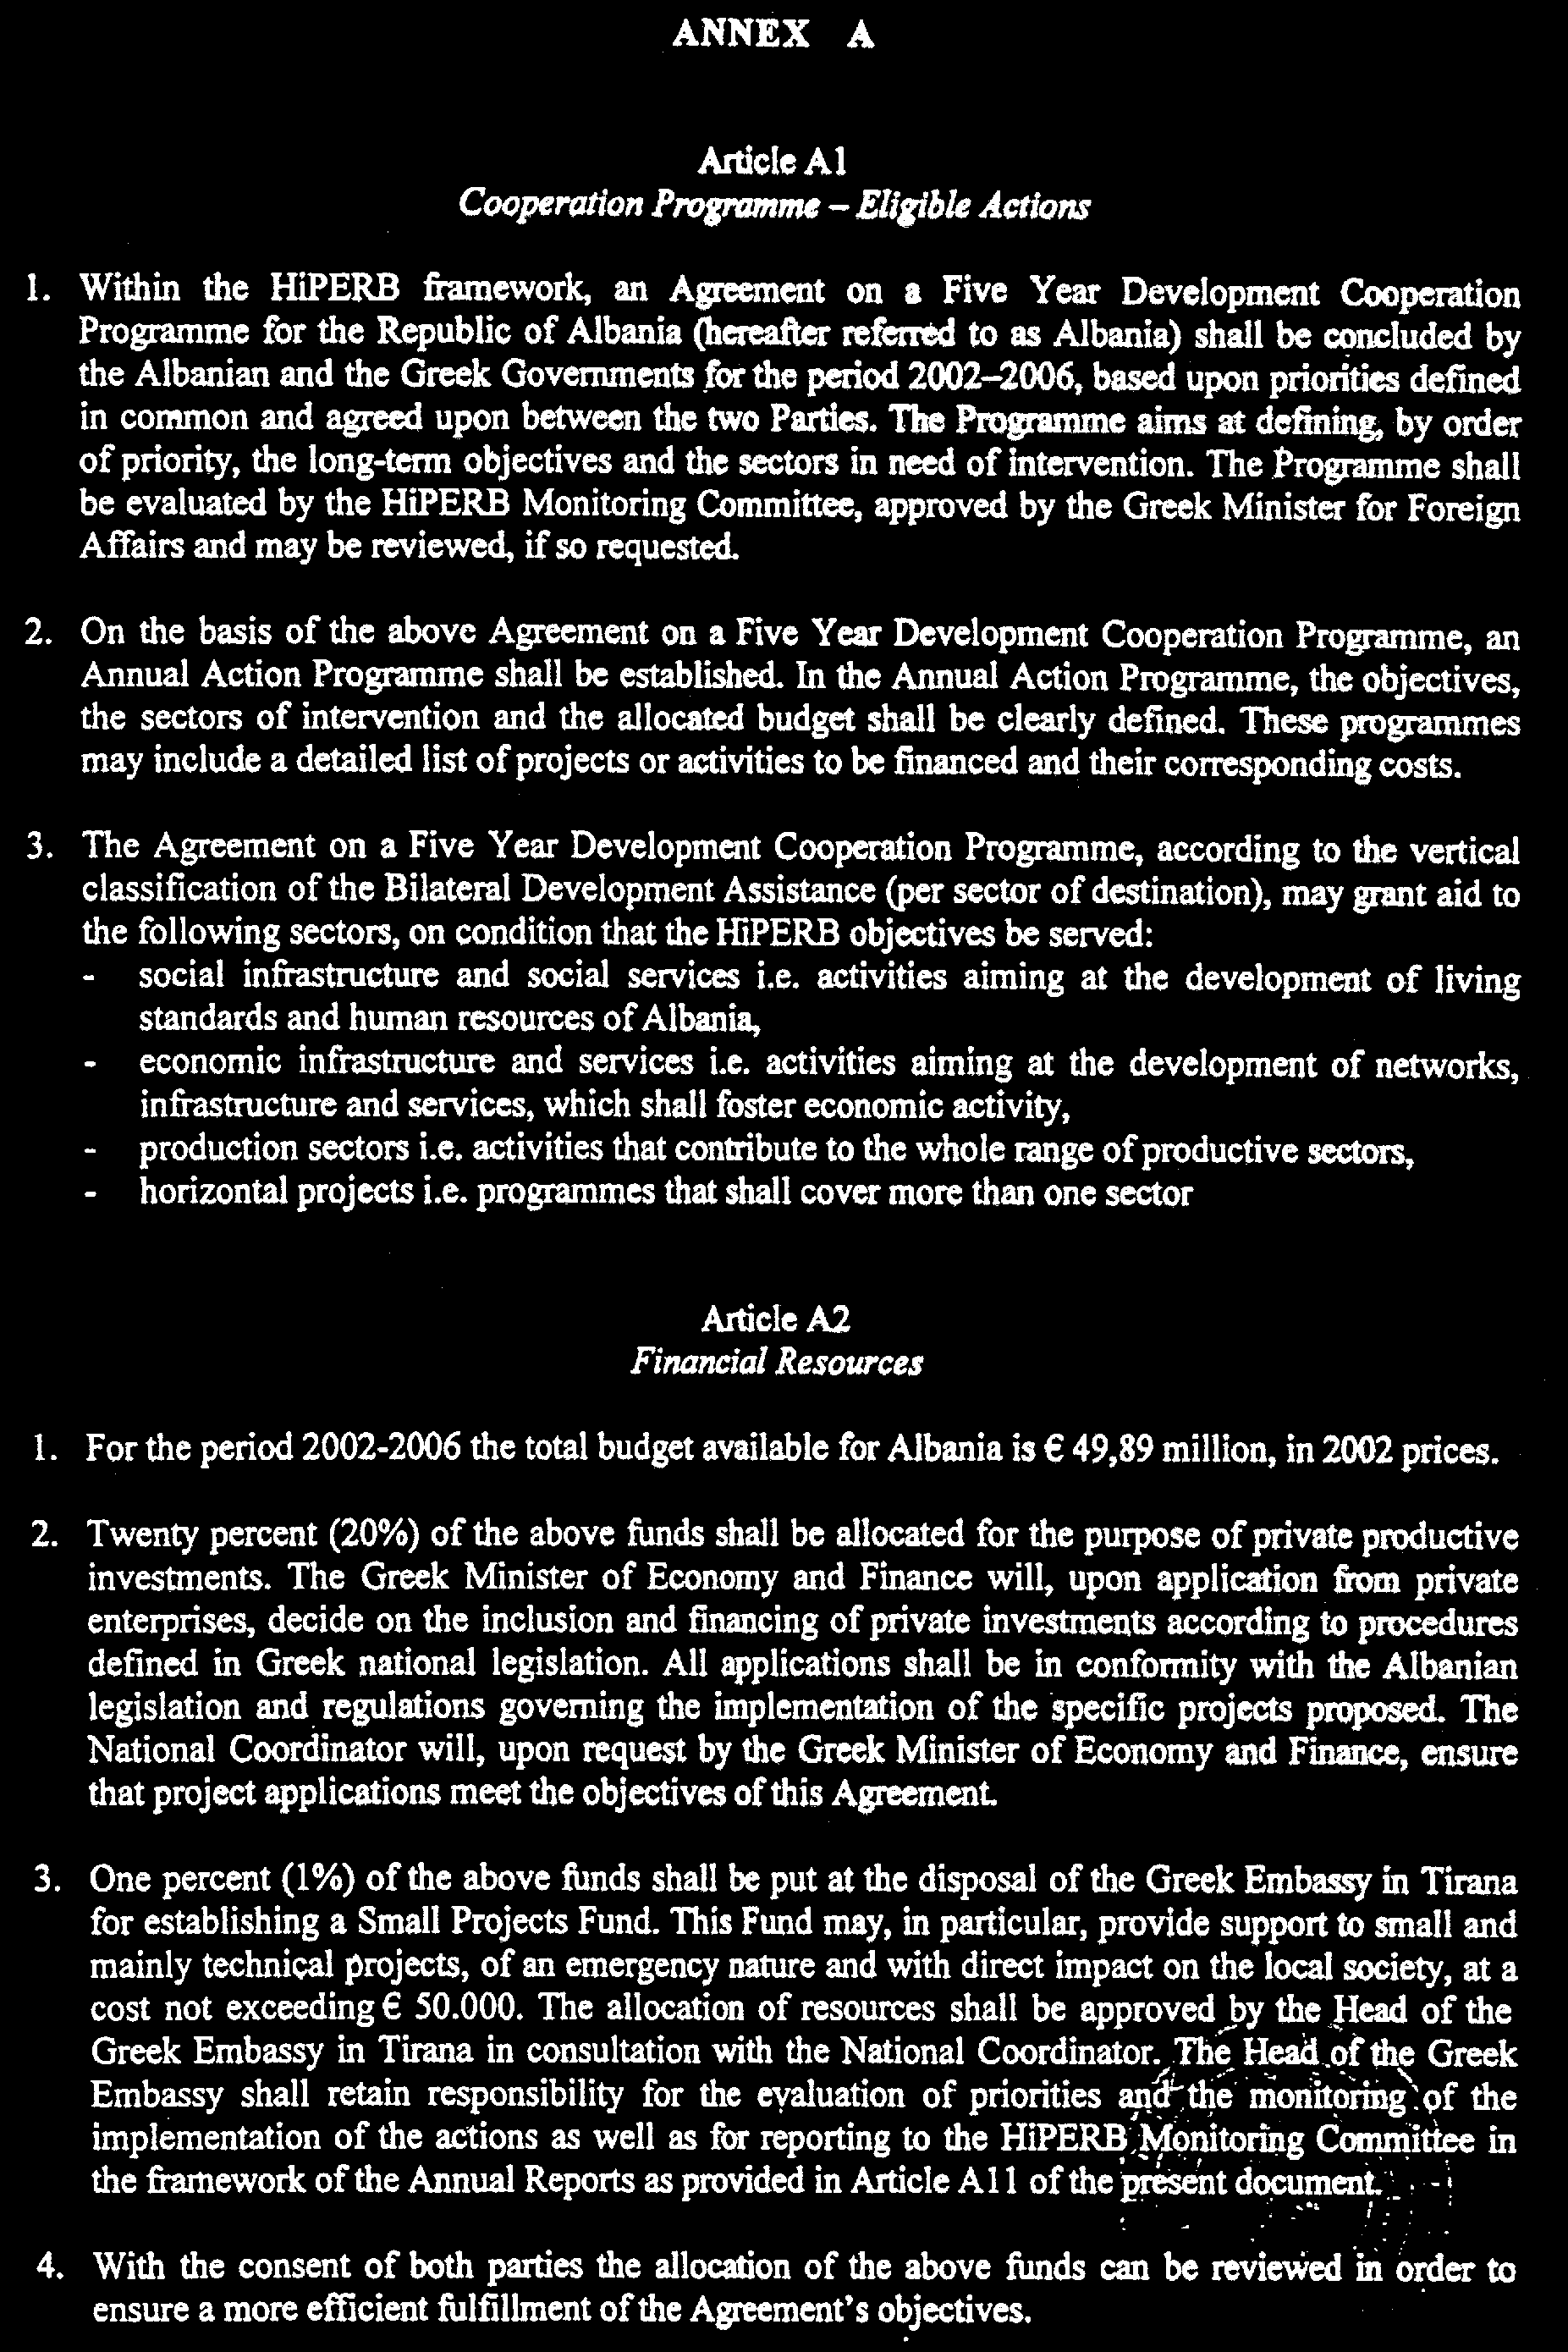 ANNEX A
Article A1
Cooperation Programme – Eligible Actions
1. Within the HiPERB framework, an Agreement on a Five Year Development Cooperation
Programme for the Republic of Albania (hereafter referred to as Albania) shall be concluded by
the Albanian and the Greek Governments for the period 2002–2006, based upon priorities defined
in common and agreed upon between the two Parties. The Programme aims at defining, by order
of priority, the long-term objectives and the sectors in need of intervention. The Programme shall
be evaluated by the HiPERB Monitoring Committee, approved by the Greek Minister for Foreign
Affairs and may be reviewed, if so requested.
2. On the basis of the above Agreement on a Five Year Development Cooperation Programme, an
Annual Action Programme shall be established. In the Annual Action Programme, the objectives,
the sectors of intervention and the allocated budget shall be clearly defined. These programmes
may include a detailed list of projects or activities to be financed and their corresponding costs.
3. The Agreement on a Five Year Development Cooperation Programme, according to the vertical
classification of the Bilateral Development Assistance (per sector of destination), may grant aid to
the following sectors, on condition that the HiPERB objectives be served:
- social infrastructure and social services i.e. activities aiming at the development of living
standards and human resources of Albania,
- economic infrastructure and services i.e. activities aiming at the development of networks,
infrastructure and services, which shall foster economic activity,
- production sectors i.e. activities that contribute to the whole range of productive sectors,
- horizontal projects i.e. programmes that shall cover more than one sector
Article A2
Financial Resources
1. For the period 2002-2006 the total budget available for Albania is € 49,89 million, in 2002 prices.
2. Twenty percent (20%) of the above funds shall be allocated for the purpose of private productive
investments. The Greek Minister of Economy and Finance will, upon application from private
enterprises, decide on the inclusion and financing of private investments according to procedures
defined in Greek national legislation. All applications shall be in conformity with the Albanian
legislation and regulations governing the implementation of the specific projects proposed. The
National Coordinator will, upon request by the Greek Minister of Economy and Finance, ensure
that project applications meet the objectives of this Agreement.
3. One percent (1%) of the above funds shall be put at the disposal of the Greek Embassy in Tirana
for establishing a Small Projects Fund. This Fund may, in particular, provide support to small and
mainly technical projects, of an emergency nature and with direct impact on the local society, at a
cost not exceeding € 50.000. The allocation of resources shall be approved by the Head of the
Greek Embassy in Tirana in consultation with the National Coordinator. The Head of the Greek
Embassy shall retain responsibility for the evaluation of priorities and the monitoring of the
implementation of the actions as well as for reporting to the HiPERB Monitoring Committee in
the framework of the Annual Reports as provided in Article A11 of the present document.
4. With the consent of both parties the allocation of the above funds can be reviewed in order to
ensure a more efficient fulfillment of the Agreement's objectives.